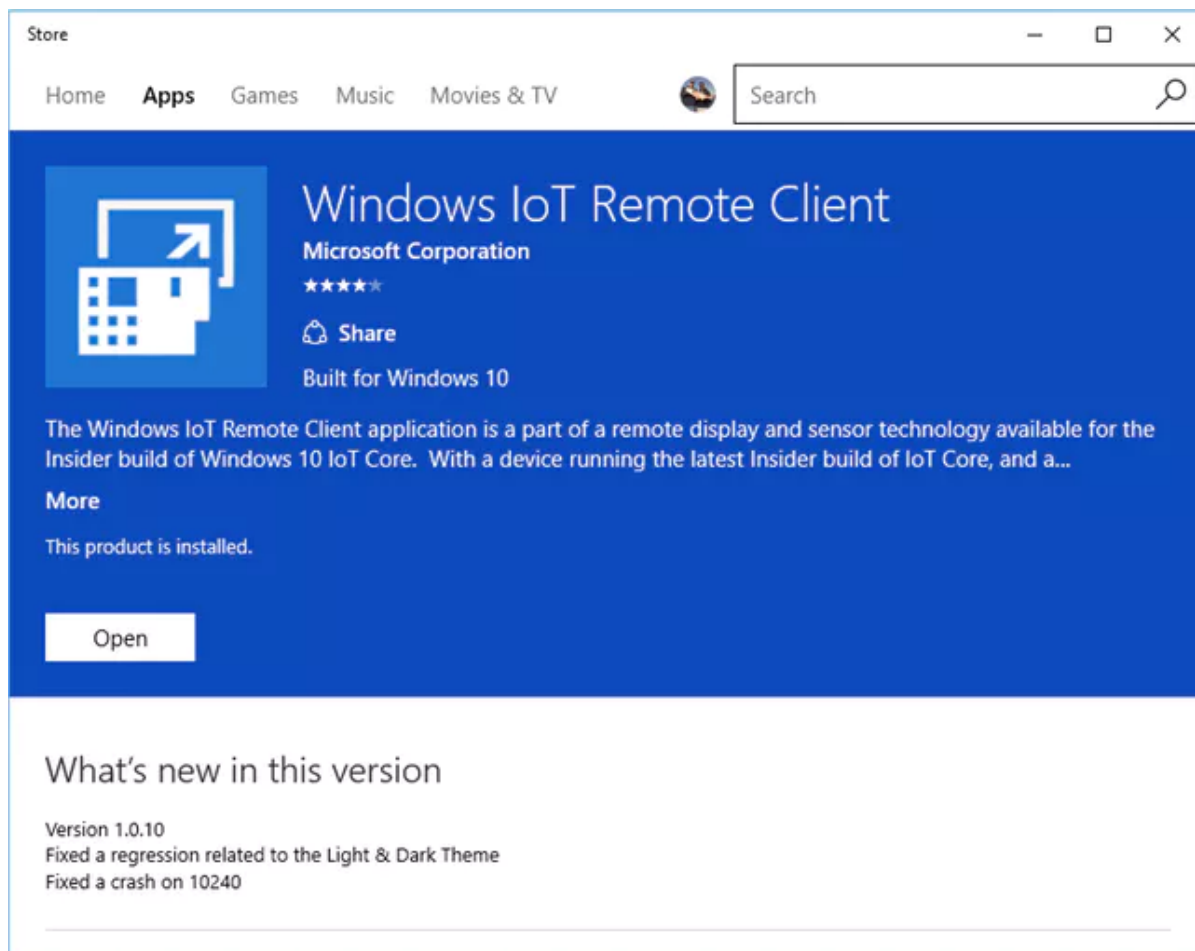 Store
Home Apps Games Music Movies & TV Search
Windows IoT Remote Client
Microsoft Corporation
Share
Built for Windows 10
The Windows IoT Remote Client application is a part of a remote display and sensor technology available for the
Insider build of Windows 10 IoT Core.  With a device running the latest Insider build of IoT Core, and a...
More
This product is installed.
Open
What's new in this version
Version 1.0.10
Fixed a regression related to the Light & Dark Theme
Fixed a crash on 10240